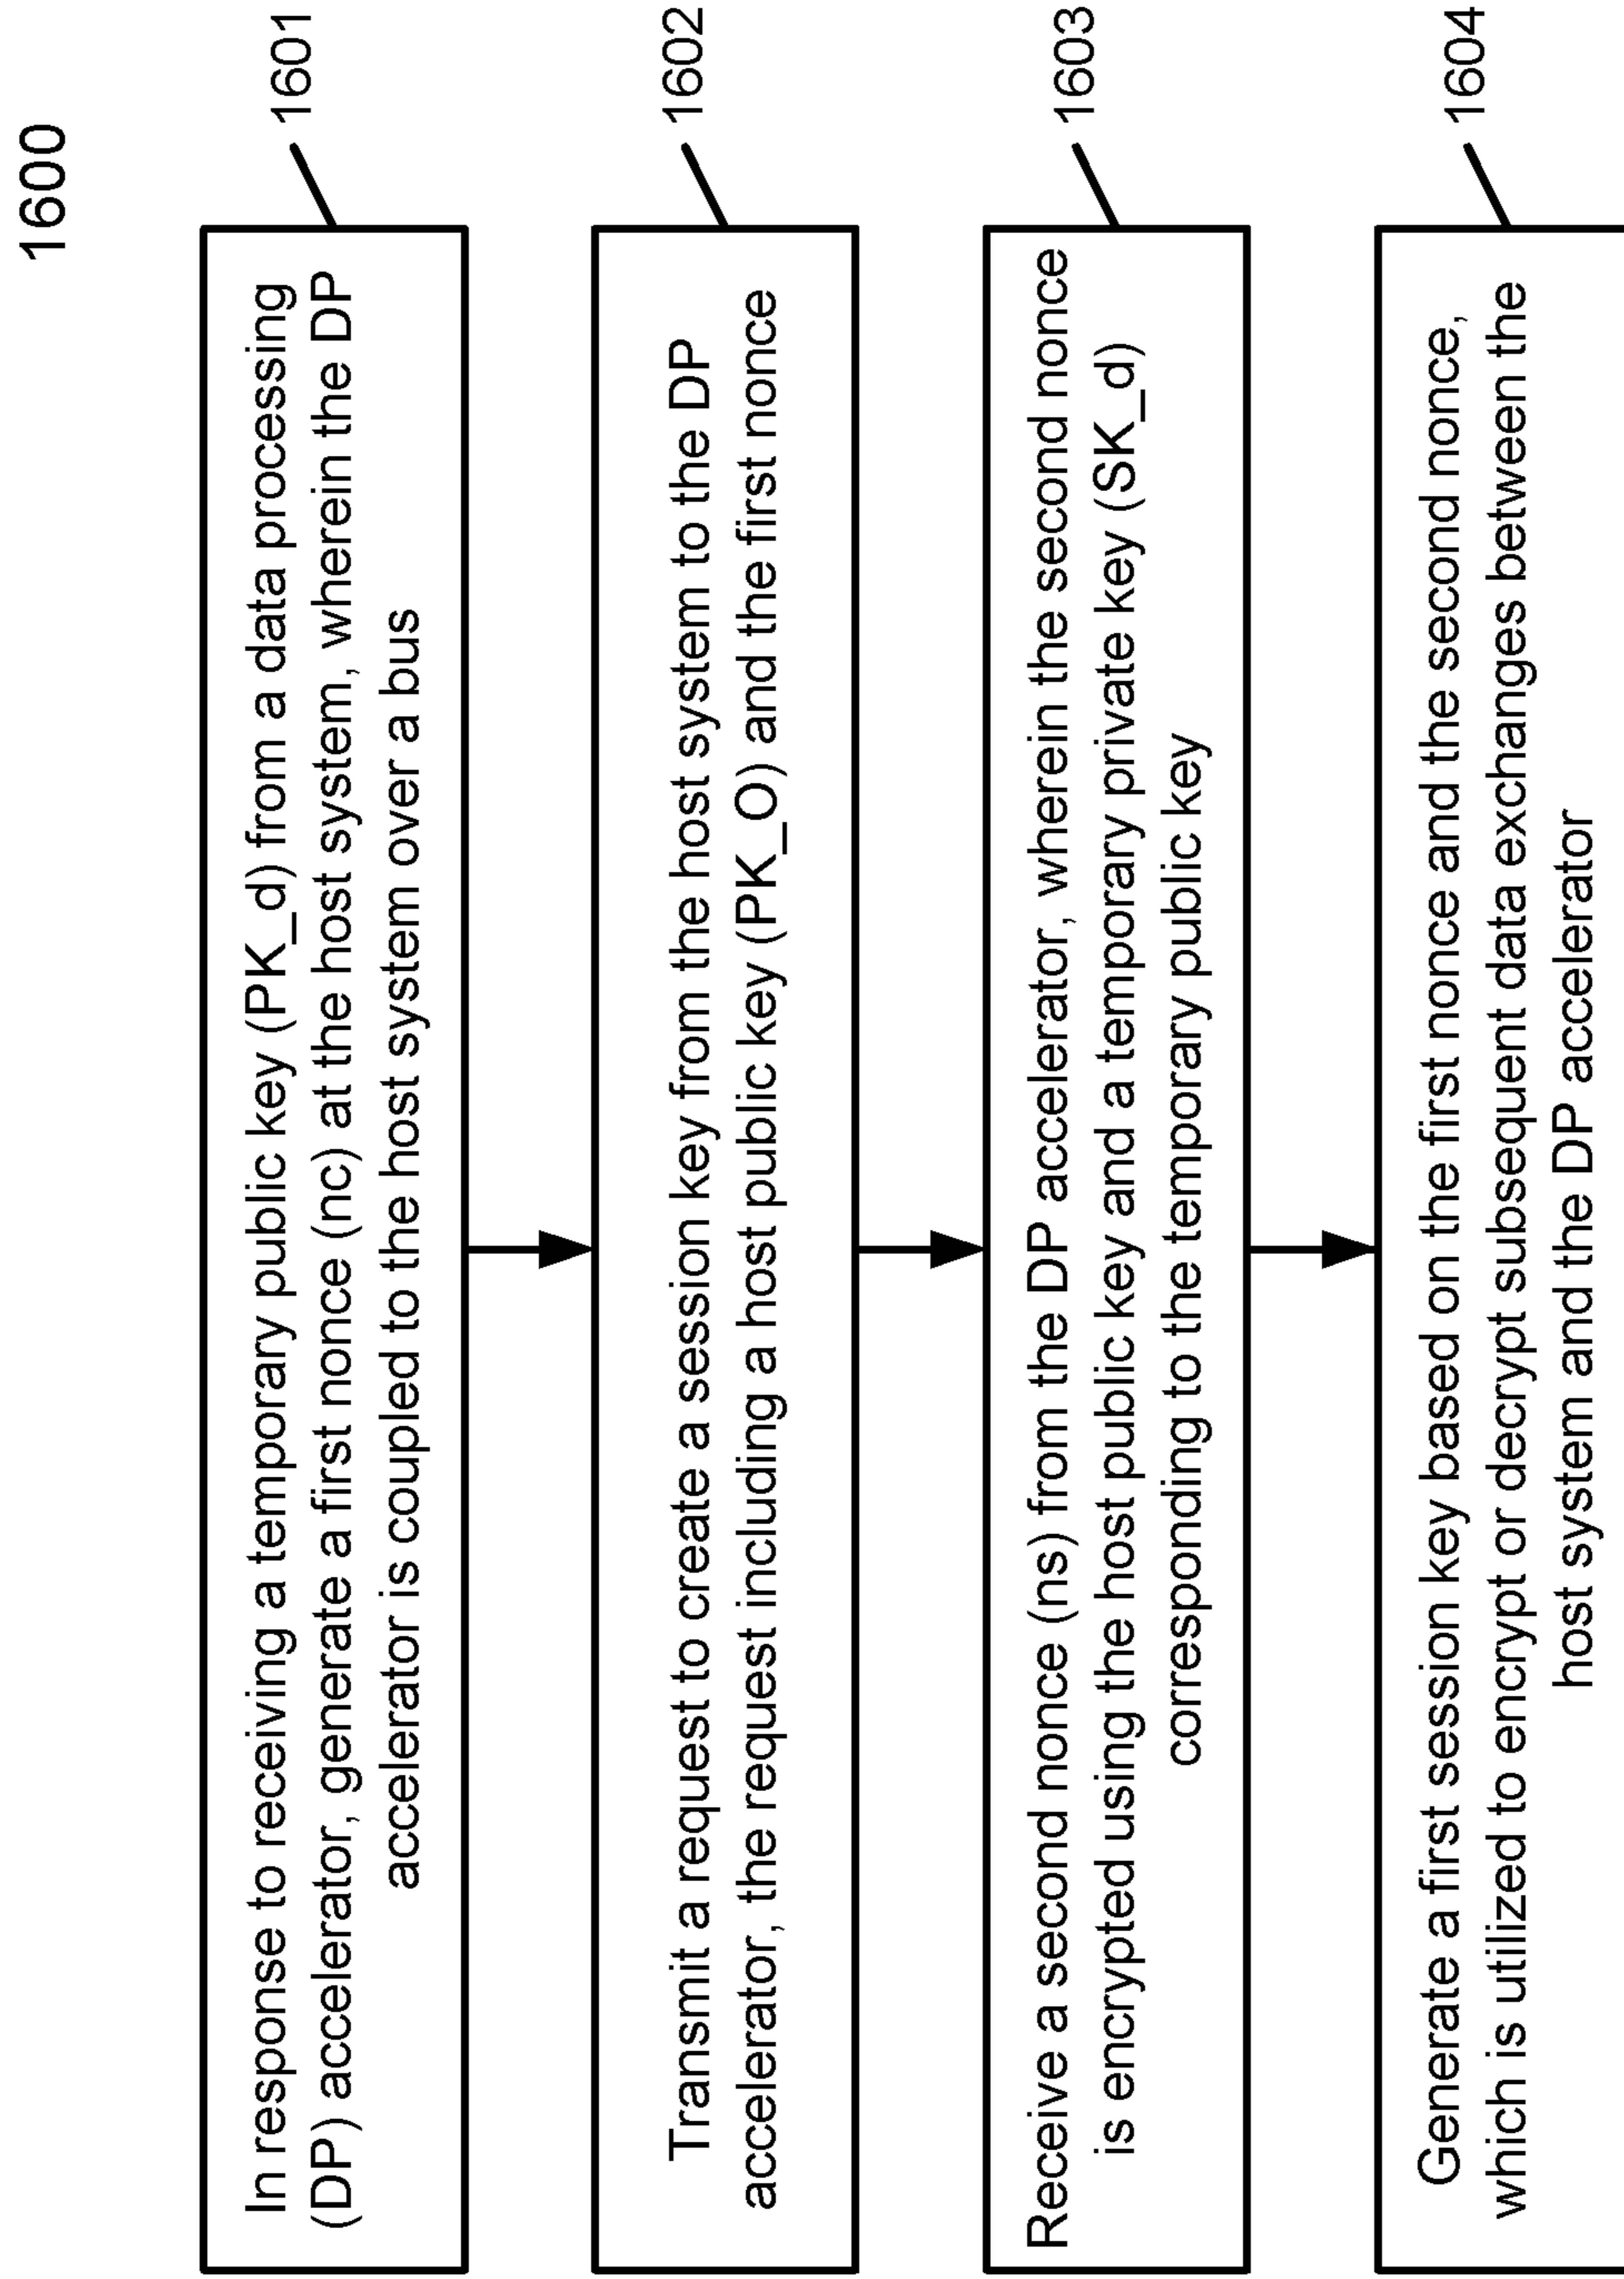 1600
In response to receiving a temporary public key (PK_d) from a data processing
(DP) accelerator, generate a first nonce (nc) at the host system, wherein the DP
accelerator is coupled to the host system over a bus
1601
Transmit a request to create a session key from the host system to the DP
accelerator, the request including a host public key (PK_O) and the first nonce
1602
Receive a second nonce (ns) from the DP accelerator, wherein the second nonce
is encrypted using the host public key and a temporary private key (SK_d)
corresponding to the temporary public key
1603
Generate a first session key based on the first nonce and the second nonce,
which is utilized to encrypt or decrypt subsequent data exchanges between the
host system and the DP accelerator
1604